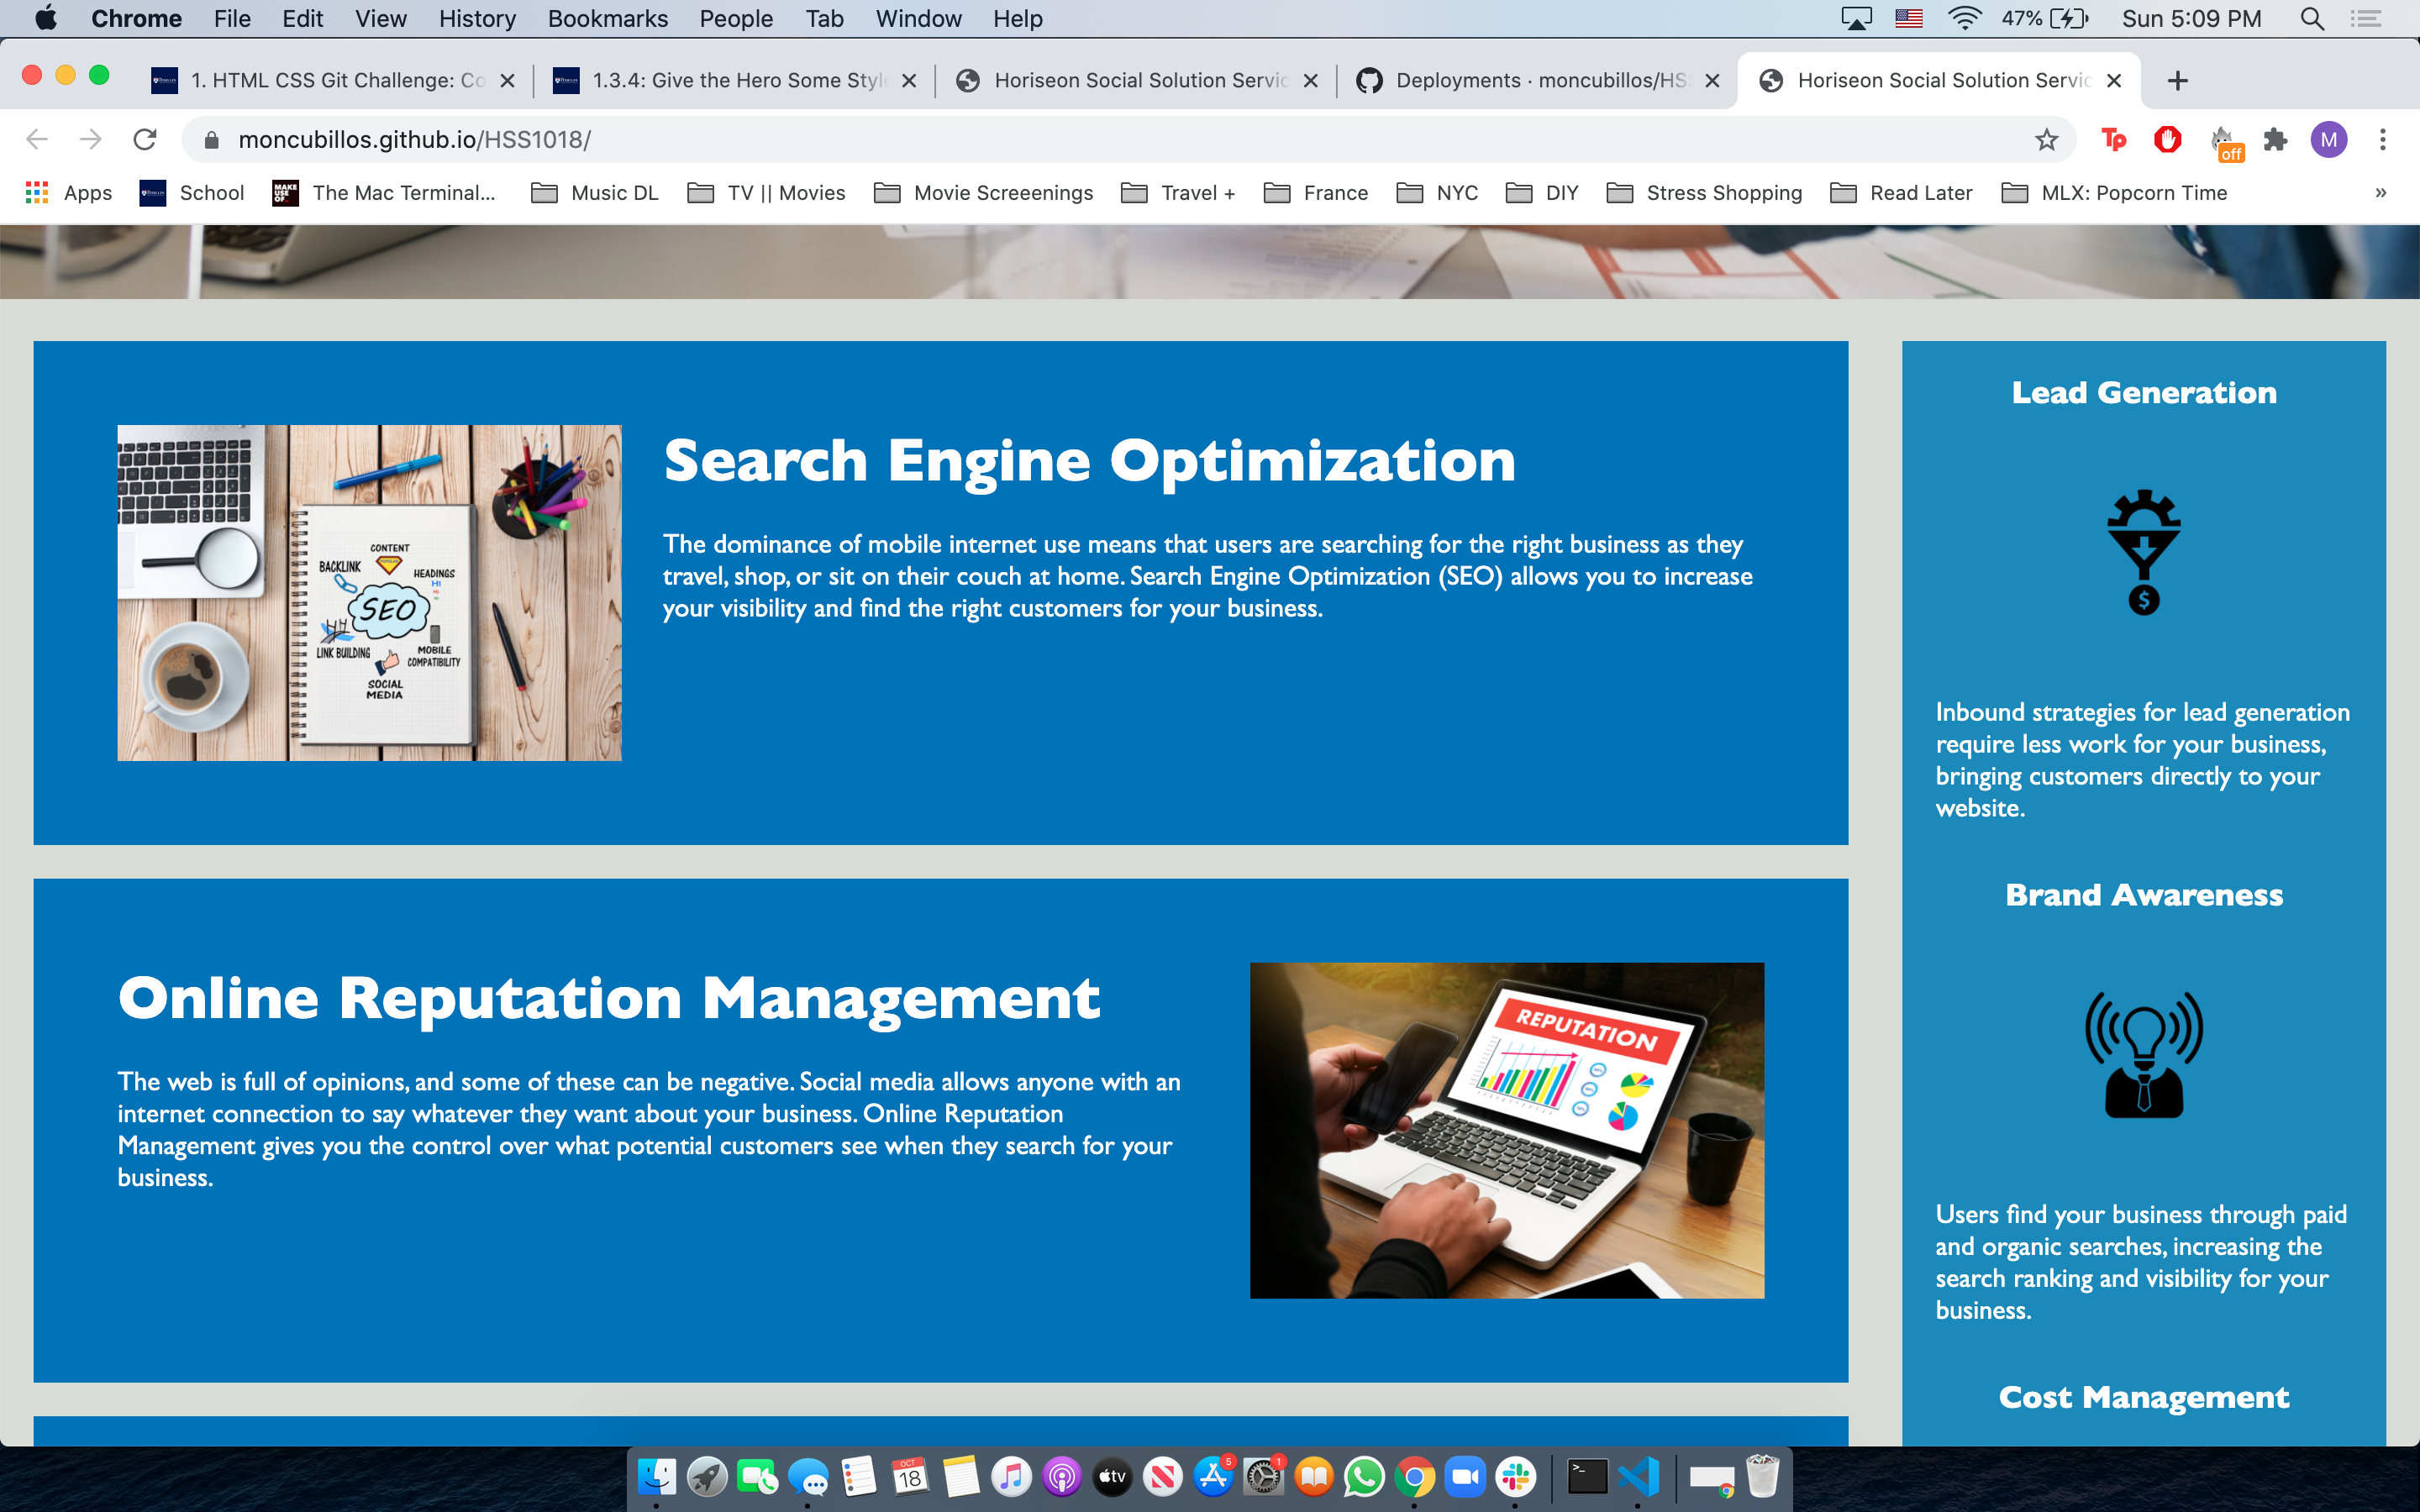 Chrome File Edit View History Bookmarks People Tab Window Help 47% Sun 5:09 PM
1. HTML CSS Git Challenge: Co 1.3.4: Give the Hero Some Style Horiseon Social Solution Servic Deployments · moncubillos/HS Horiseon Social Solution Servic
moncubillos.github.io/HSS1018/ Tp off M
Apps School MAKE USE OF The Mac Terminal... Music DL TV || Movies Movie Screeenings Travel + France NYC DIY Stress Shopping Read Later MLX: Popcorn Time »
Search Engine Optimization
The dominance of mobile internet use means that users are searching for the right business as they
travel, shop, or sit on their couch at home. Search Engine Optimization (SEO) allows you to increase
your visibility and find the right customers for your business.
CONTENT
BACKLINK
HEADINGS
H1
SEO
LINK BUILDING
MOBILE
COMPATIBILITY
SOCIAL
MEDIA
Online Reputation Management
The web is full of opinions, and some of these can be negative. Social media allows anyone with an
internet connection to say whatever they want about your business. Online Reputation
Management gives you the control over what potential customers see when they search for your
business.
REPUTATION
Lead Generation
$
Inbound strategies for lead generation
require less work for your business,
bringing customers directly to your
website.
Brand Awareness
Users find your business through paid
and organic searches, increasing the
search ranking and visibility for your
business.
Cost Management
OCT
18
tv
5
1
>_